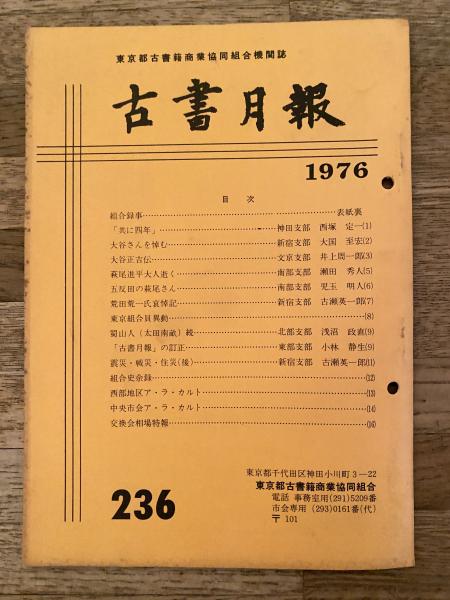 東京都古書籍商業協同組合機関誌
古書月報
1976
目次
組合録事……表紙裏
「共に四年」……神田支部 西塚 定一(1)
大谷さんを悼む……新宿支部 大国 至宏(2)
大谷正吉伝……文京支部 井上周一郎(3)
萩尾進平大人逝く……南部支部 瀬田 秀人(5)
五反田の萩尾さん……南部支部 児玉 明人(6)
荒田荒一氏哀悼記……新宿支部 古瀬英一郎(7)
東京組合員異動……(8)
蜀山人(太田南畝)続……北部支部 浅沼 政直(9)
「古書月報」の訂正……東部支部 小林 静生(9)
震災・戦災・住災(後)……新宿支部 古瀬英一郎(11)
組合史余録……(12)
西部地区ア・ラ・カルト……(13)
中央市会ア・ラ・カルト……(14)
交換会相場特報……(16)
東京都千代田区神田小川町3―22
東京都古書籍商業協同組合
電話 事務室用(291)5209番
市会専用(293)0161番(代)
〒101
236